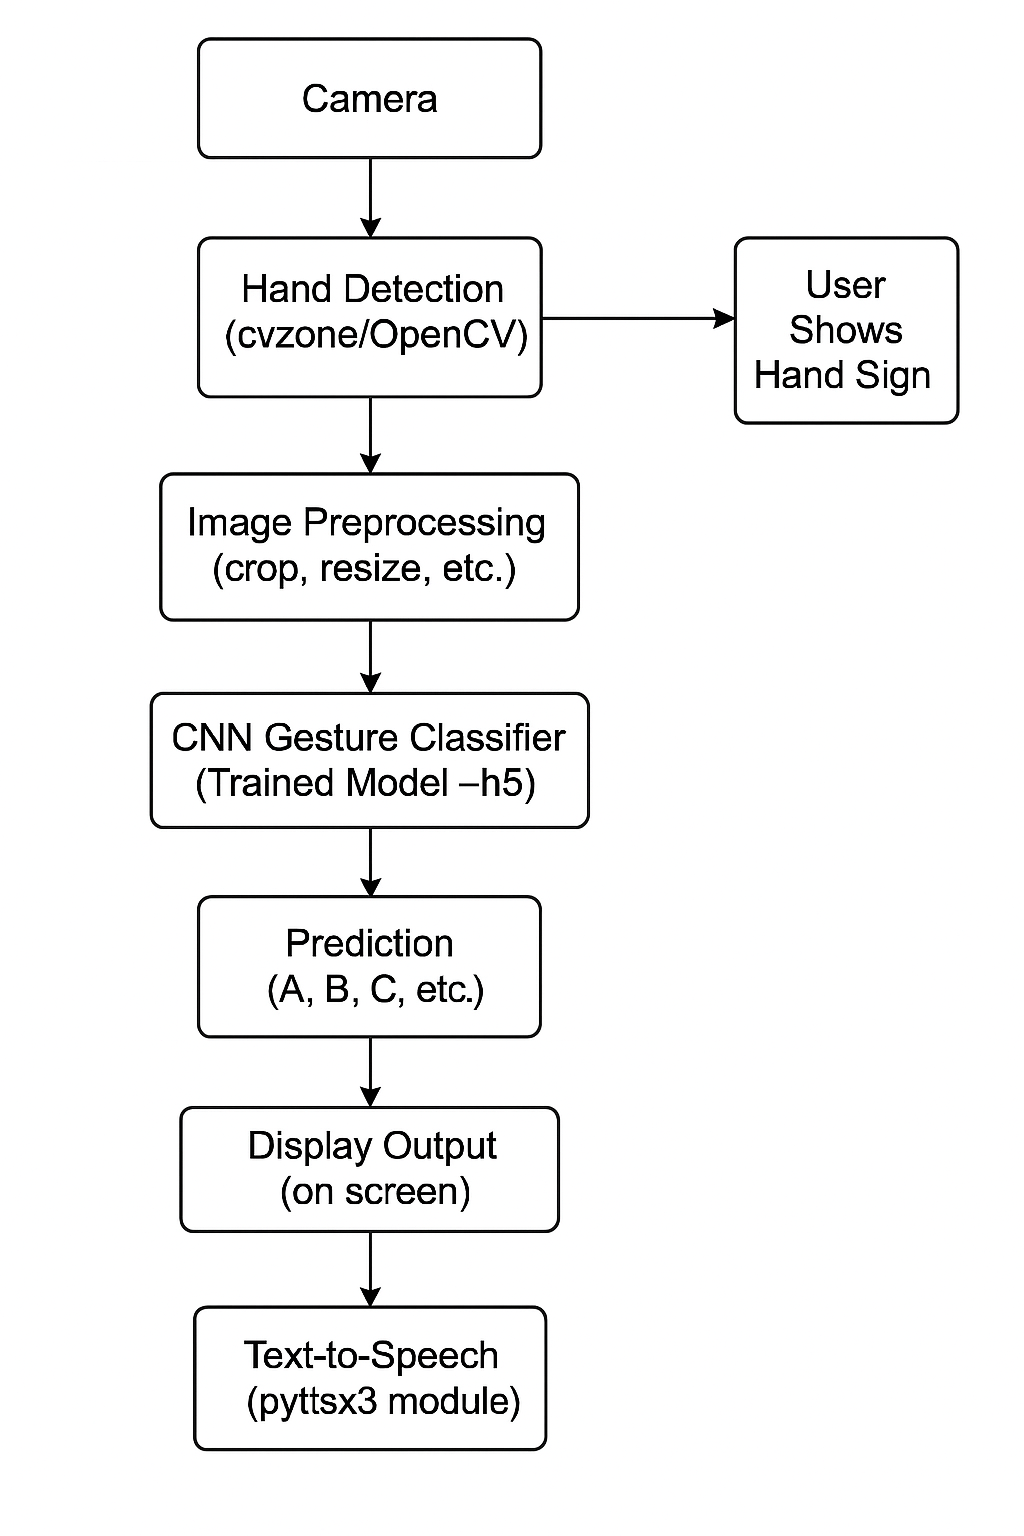 Camera
Hand Detection
(cvzone/OpenCV)
User
Shows
Hand Sign
Image Preprocessing
(crop, resize, etc.)
CNN Gesture Classifier
(Trained Model –h5)
Prediction
(A, B, C, etc.)
Display Output
(on screen)
Text-to-Speech
(pyttsx3 module)